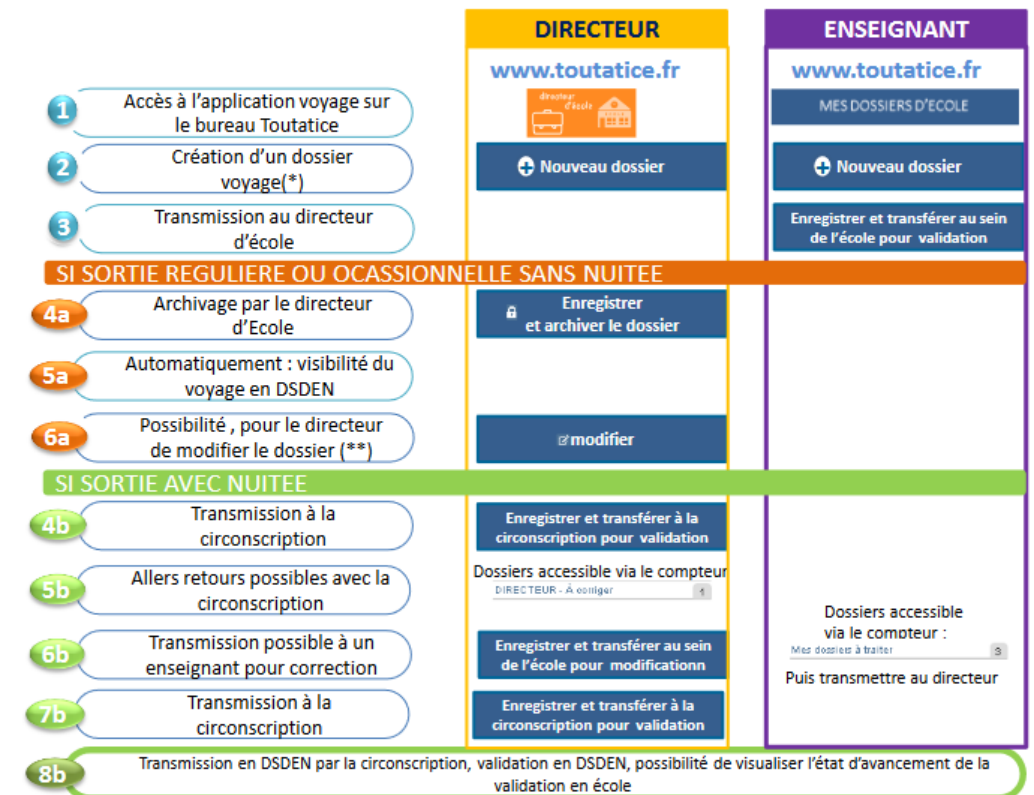 DIRECTEUR
ENSEIGNANT
www.toutatice.fr
www.toutatice.fr
1
Accès à l'application voyage sur
le bureau Toutatice
directeur
d'école
MES DOSSIERS D'ECOLE
2
Création d'un dossier
voyage(*)
Nouveau dossier
Nouveau dossier
3
Transmission au directeur
d'école
Enregistrer et transférer au sein
de l'école pour validation
SI SORTIE REGULIERE OU OCASSIONNELLE SANS NUITEE
4a
Archivage par le directeur
d'Ecole
Enregistrer
et archiver le dossier
5a
Automatiquement : visibilité du
voyage en DSDEN
6a
Possibilité , pour le directeur
de modifier le dossier (**)
modifier
SI SORTIE AVEC NUITEE
4b
Transmission à la
circonscription
Enregistrer et transférer à la
circonscription pour validation
5b
Allers retours possibles avec la
circonscription
Dossiers accessible via le compteur
DIRECTEUR - À corriger 1
6b
Transmission possible à un
enseignant pour correction
Enregistrer et transférer au sein
de l'école pour modificationn
Dossiers accessible
via le compteur :
Mes dossiers à traiter 3
Puis transmettre au directeur
7b
Transmission à la
circonscription
Enregistrer et transférer à la
circonscription pour validation
8b
Transmission en DSDEN par la circonscription, validation en DSDEN, possibilité de visualiser l'état d'avancement de la
validation en école